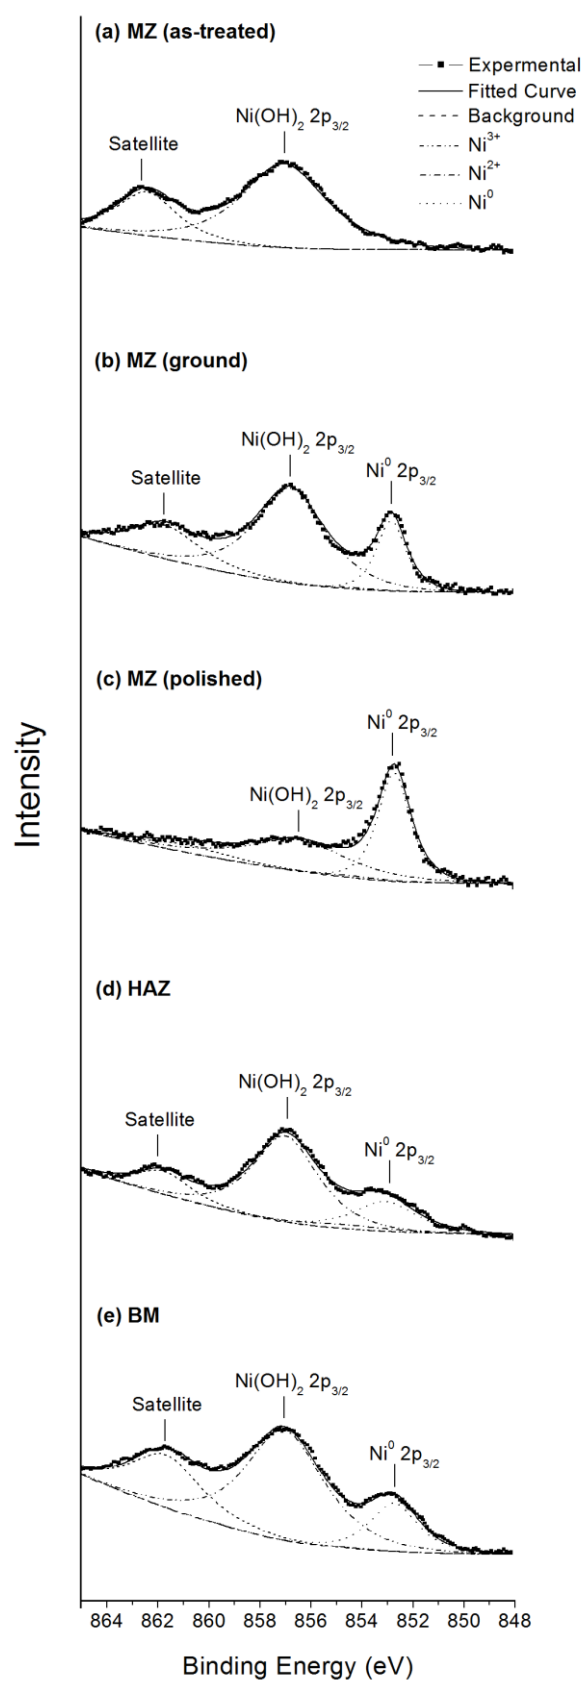 (a) MZ (as-treated)
Expermental
Fitted Curve
Background
Ni³⁺
Ni²⁺
Ni⁰
Ni(OH)₂ 2p₃/₂
Satellite
(b) MZ (ground)
Ni(OH)₂ 2p₃/₂
Satellite
Ni⁰ 2p₃/₂
(c) MZ (polished)
Ni⁰ 2p₃/₂
Ni(OH)₂ 2p₃/₂
Intensity
(d) HAZ
Ni(OH)₂ 2p₃/₂
Satellite
Ni⁰ 2p₃/₂
(e) BM
Ni(OH)₂ 2p₃/₂
Satellite
Ni⁰ 2p₃/₂
864 862 860 858 856 854 852 850 848
Binding Energy (eV)